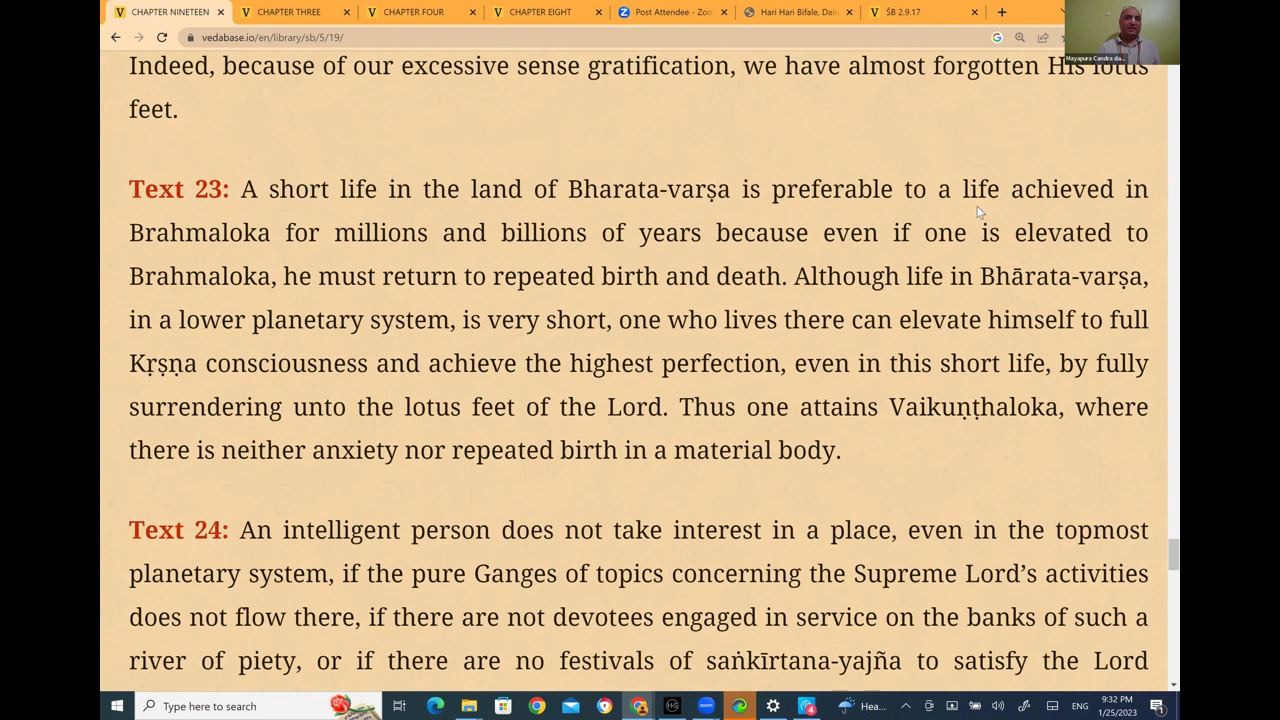 CHAPTER NINETEEN
CHAPTER THREE
CHAPTER FOUR
CHAPTER EIGHT
Post Attendee - Zoo
Hari Hari Bifale, Dain
ŚB 2.9.17
vedabase.io/en/library/sb/5/19/
Mayapura Candra da...
Indeed, because of our excessive sense gratification, we have almost forgotten His lotus
feet.
Text 23: A short life in the land of Bharata-varṣa is preferable to a life achieved in
Brahmaloka for millions and billions of years because even if one is elevated to
Brahmaloka, he must return to repeated birth and death. Although life in Bhārata-varṣa,
in a lower planetary system, is very short, one who lives there can elevate himself to full
Kṛṣṇa consciousness and achieve the highest perfection, even in this short life, by fully
surrendering unto the lotus feet of the Lord. Thus one attains Vaikuṇṭhaloka, where
there is neither anxiety nor repeated birth in a material body.
Text 24: An intelligent person does not take interest in a place, even in the topmost
planetary system, if the pure Ganges of topics concerning the Supreme Lord’s activities
does not flow there, if there are not devotees engaged in service on the banks of such a
river of piety, or if there are no festivals of saṅkīrtana-yajña to satisfy the Lord
Type here to search
zoom
Hea...
ENG
9:32 PM
1/25/2023